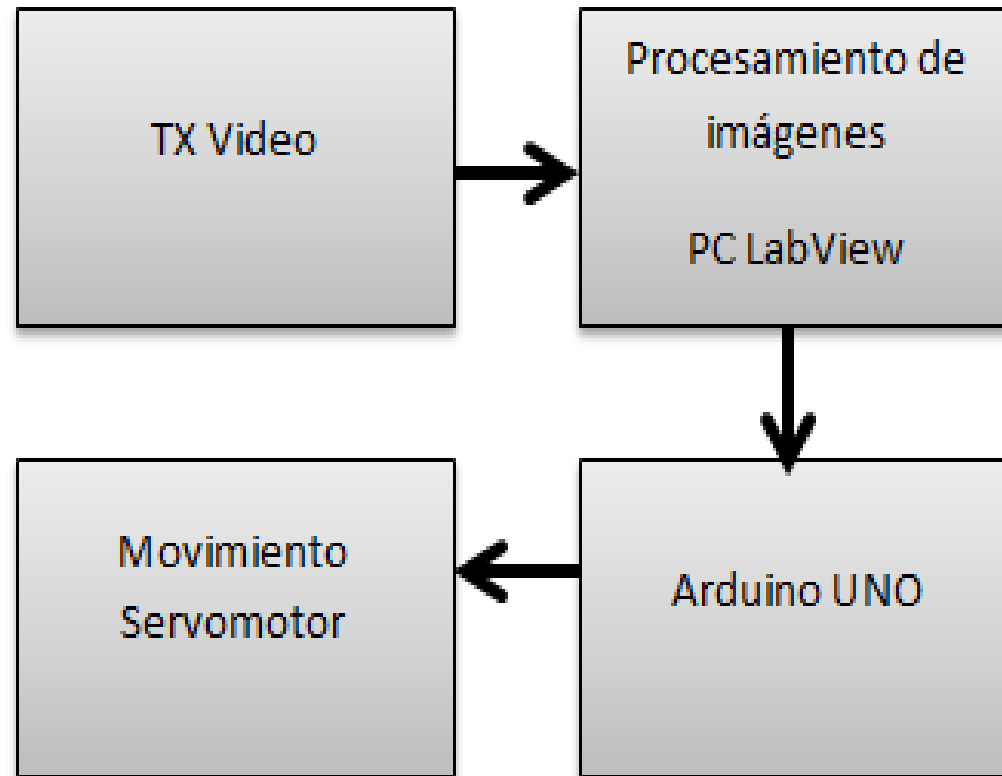 TX Video
Procesamiento de
imágenes
PC LabView
Movimiento
Servomotor
Arduino UNO